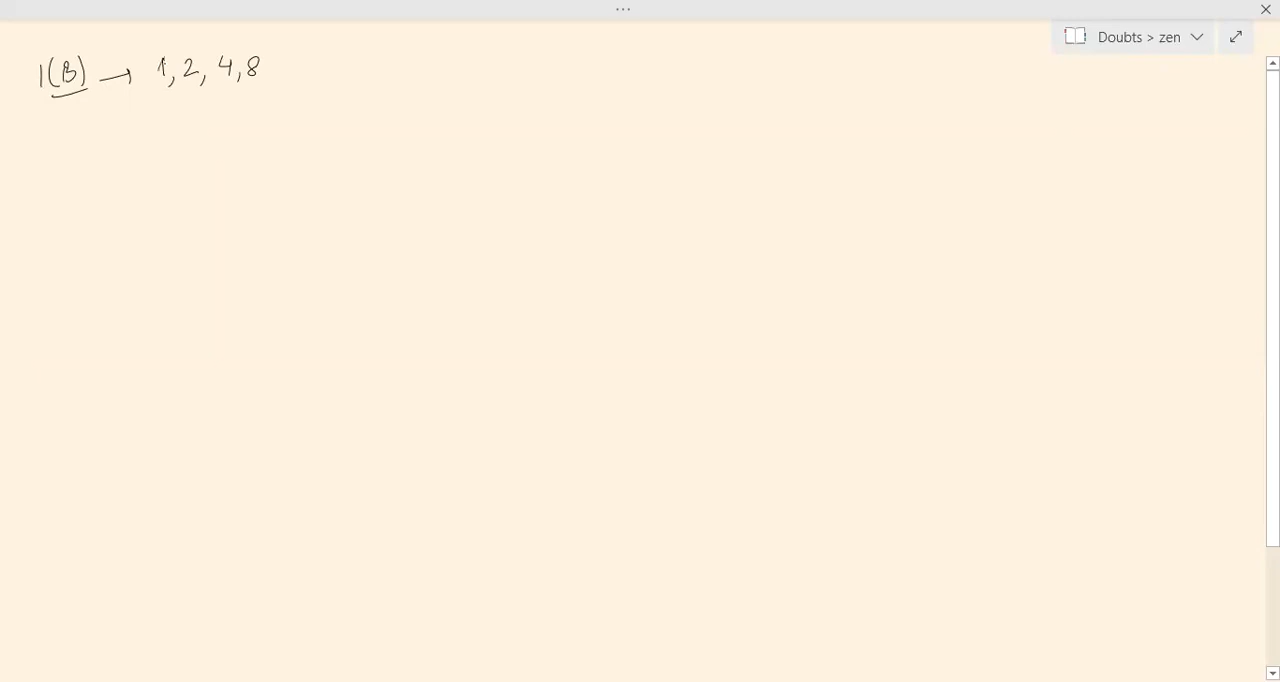 Doubts > zen
1(B) → 1, 2, 4, 8